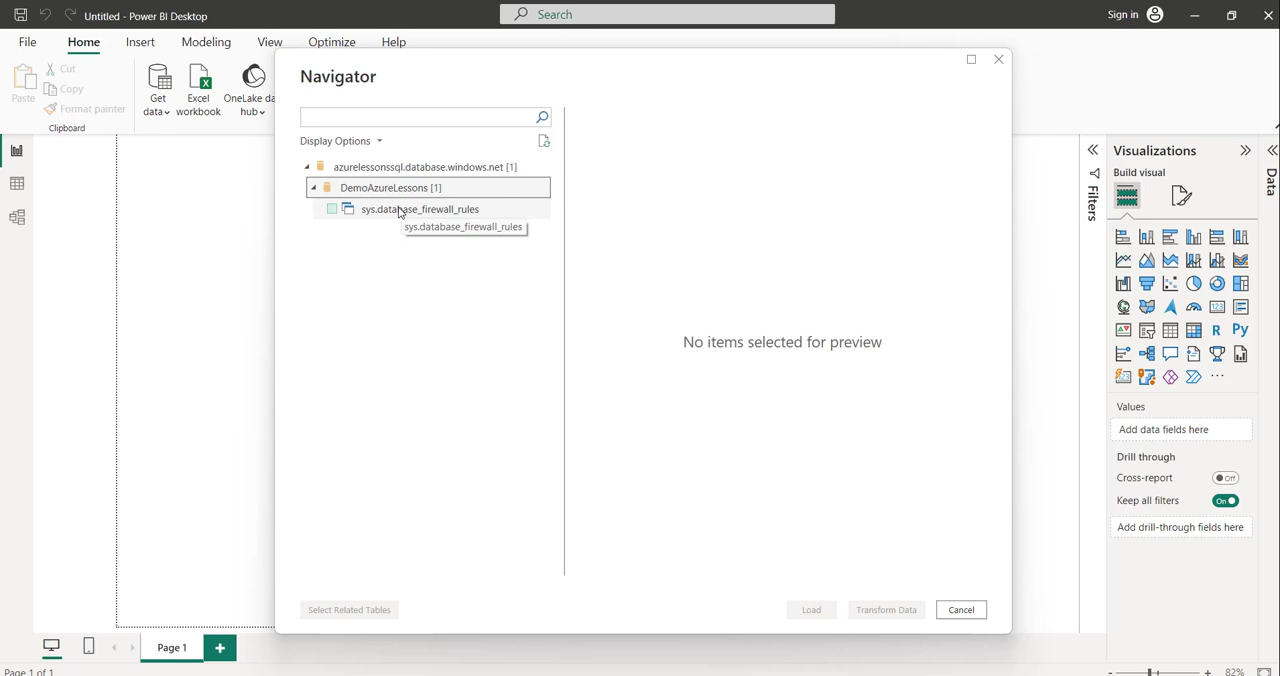 Untitled - Power BI Desktop
Search
Sign in
File
Home
Insert
Modeling
View
Optimize
Help
Paste
Cut
Copy
Format painter
Clipboard
Get
data
Excel
workbook
OneLake da
hub
Navigator
Display Options
azurelessonssql.database.windows.net [1]
DemoAzureLessons [1]
sys.database_firewall_rules
sys.database_firewall_rules
No items selected for preview
Select Related Tables
Load
Transform Data
Cancel
Filters
Visualizations
Build visual
123
R
Py
Values
Add data fields here
Drill through
Cross-report
Off
Keep all filters
On
Add drill-through fields here
Data
Page 1
Page 1 of 1
82%